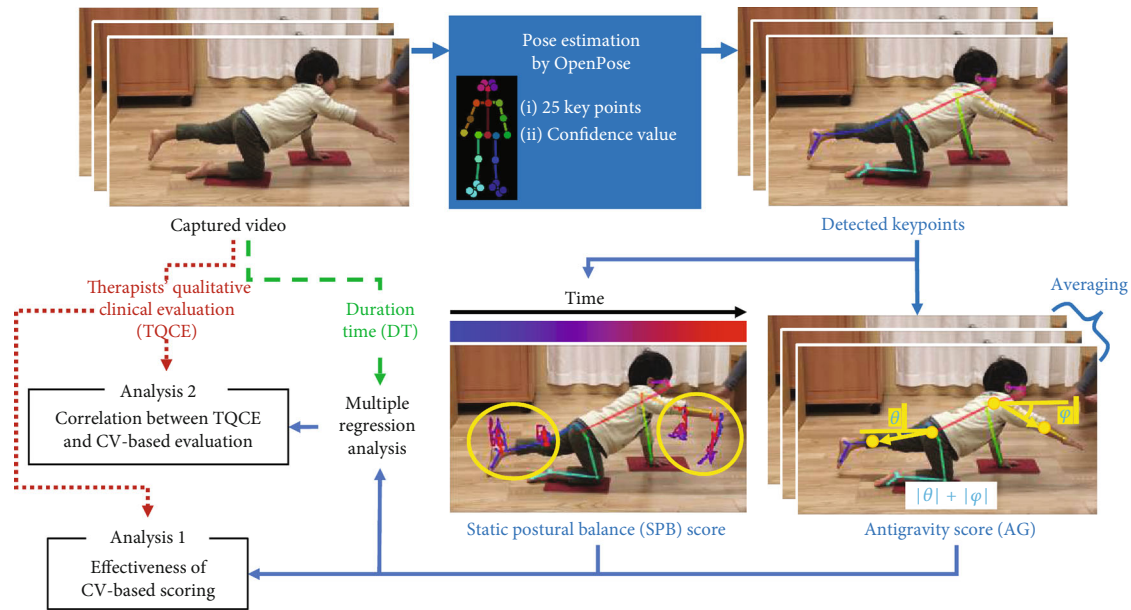 Pose estimation
by OpenPose
(i) 25 key points
(ii) Confidence value
Captured video
Detected keypoints
Therapists' qualitative
clinical evaluation
(TQCE)
Duration
time (DT)
Time
Averaging
Analysis 2
Correlation between TQCE
and CV-based evaluation
Multiple
regression
analysis
θ
φ
|θ| + |φ|
Static postural balance (SPB) score
Antigravity score (AG)
Analysis 1
Effectiveness of
CV-based scoring